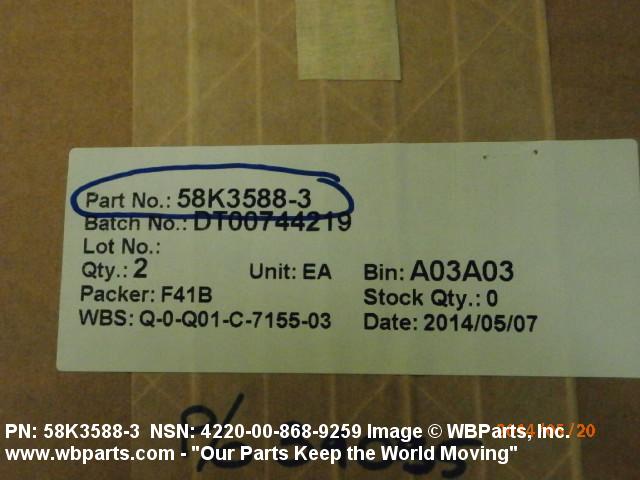 Part No.: 58K3588-3
Batch No.: DT00744219
Lot No.:
Qty.: 2 Unit: EA Bin: A03A03
Packer: F41B Stock Qty.: 0
WBS: Q-0-Q01-C-7155-03 Date: 2014/05/07
PN: 58K3588-3 NSN: 4220-00-868-9259 Image © WBParts, Inc.
www.wbparts.com - "Our Parts Keep the World Moving"